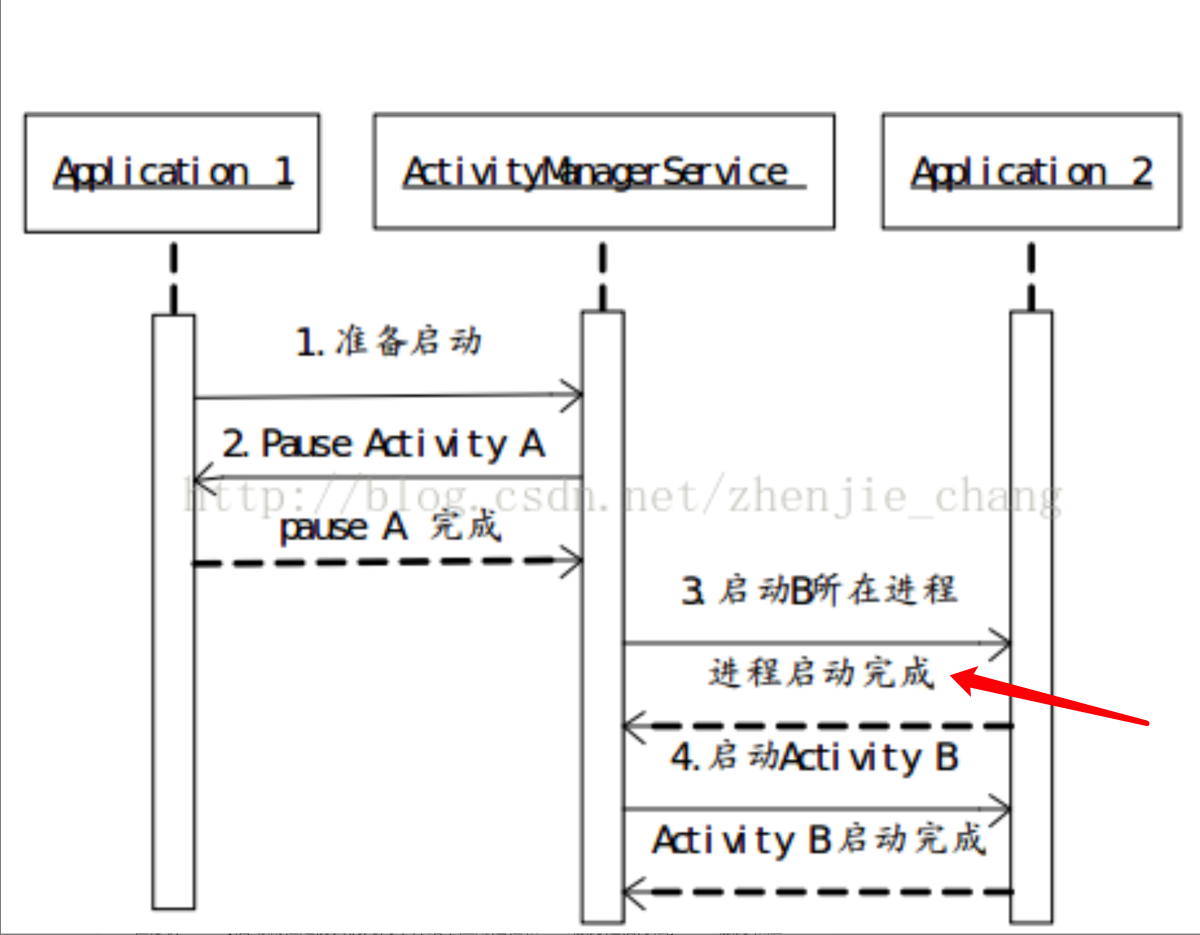 Application 1
ActivityManagerService
Application 2
1. 准备启动
2. Pause Activity A
http://blog.csdn.net/zhenjie_chang
pause A 完成
3. 启动B所在进程
进程启动完成
4. 启动Activity B
Activity B启动完成